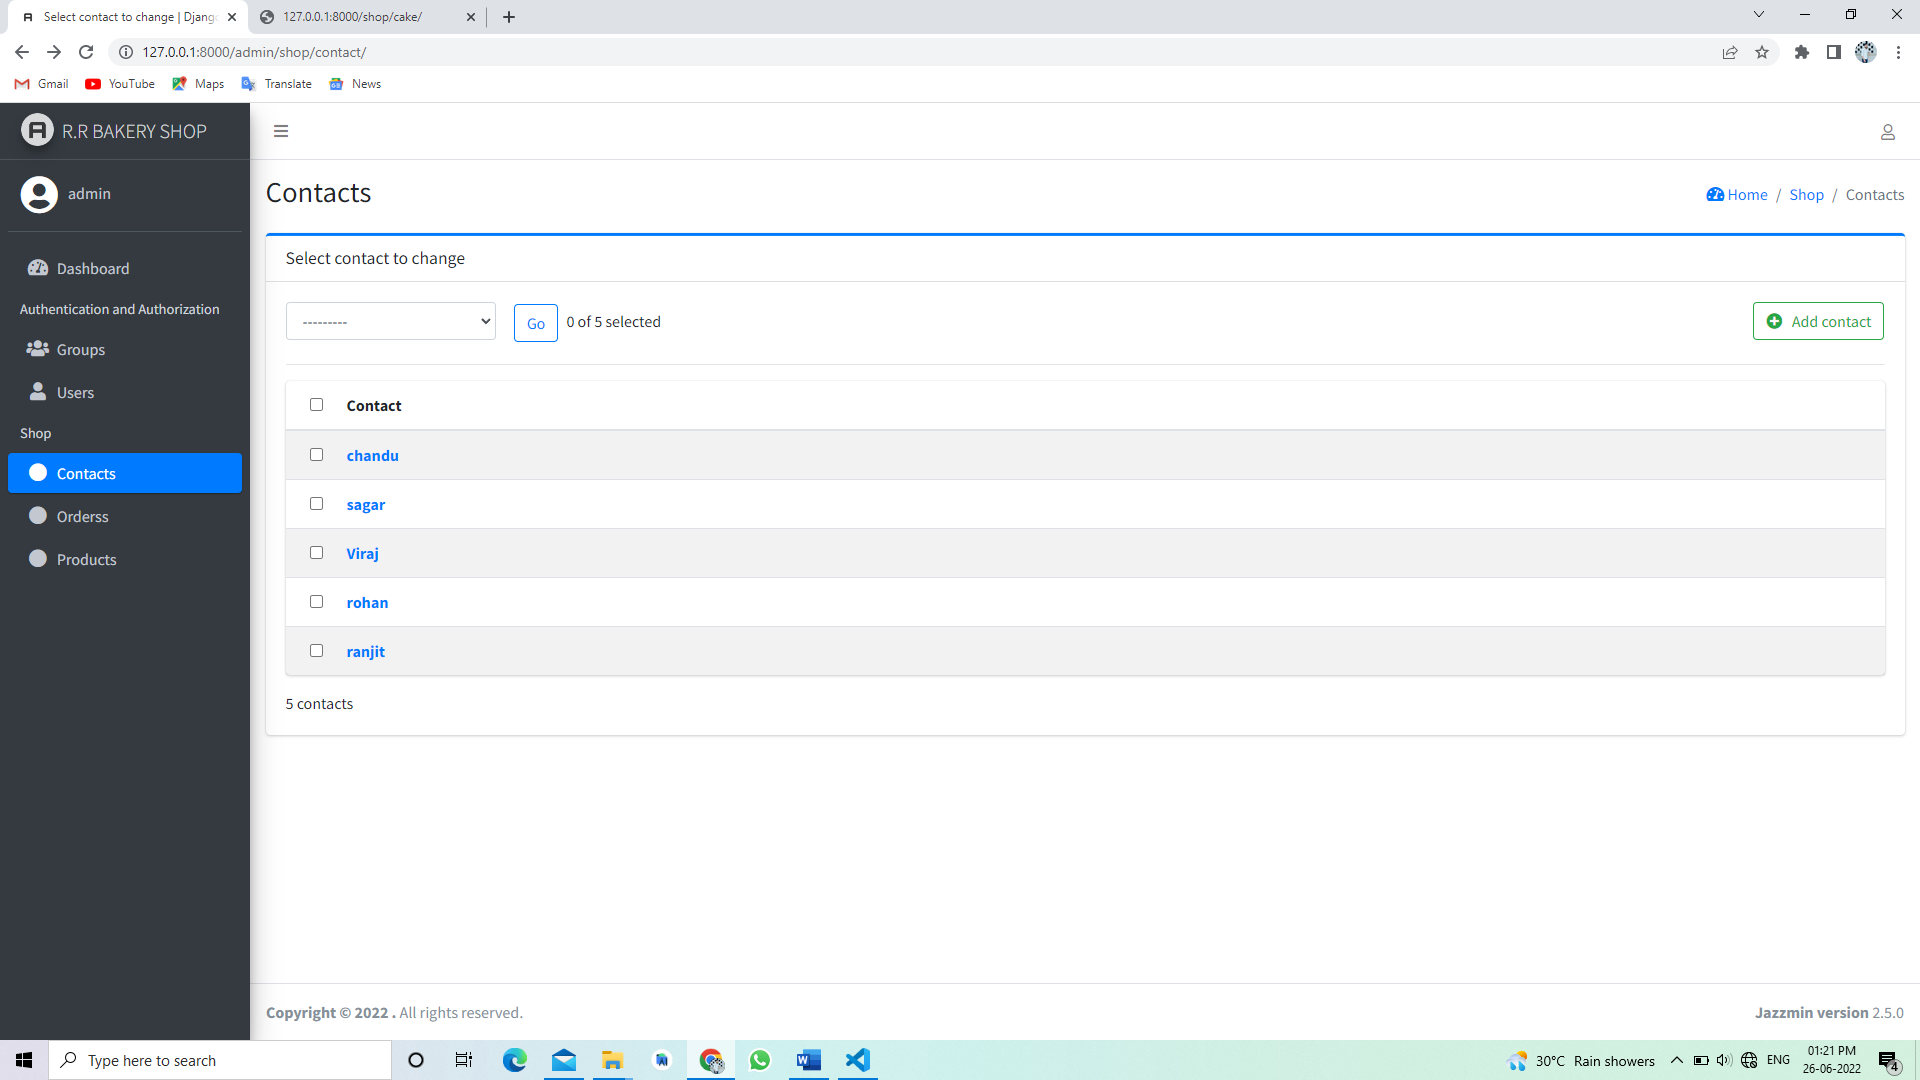 Select contact to change | Djang
127.0.0.1:8000/shop/cake/
127.0.0.1:8000/admin/shop/contact/
Gmail
YouTube
Maps
Translate
News
R.R BAKERY SHOP
admin
Dashboard
Authentication and Authorization
Groups
Users
Shop
Contacts
Orderss
Products
Contacts
Home / Shop / Contacts
Select contact to change
---------
Go
0 of 5 selected
Add contact
Contact
chandu
sagar
Viraj
rohan
ranjit
5 contacts
Copyright © 2022 . All rights reserved.
Jazzmin version 2.5.0
Type here to search
30°C Rain showers
ENG
01:21 PM
26-06-2022
4